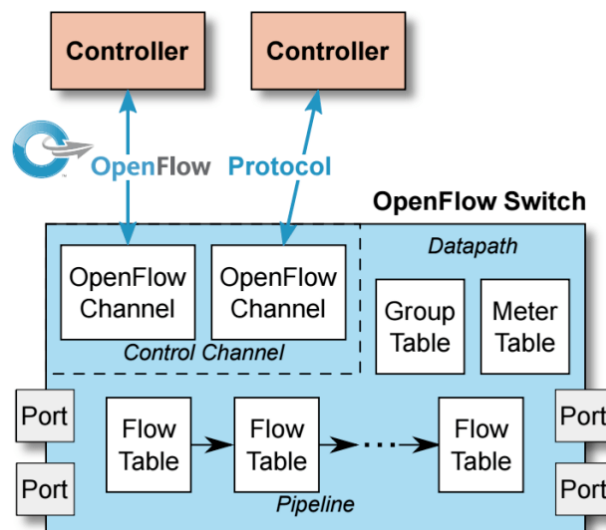 Controller
Controller
OpenFlow Protocol
OpenFlow Switch
Datapath
OpenFlow
Channel
OpenFlow
Channel
Control Channel
Group
Table
Meter
Table
Port
Port
Flow
Table
Flow
Table
...
Flow
Table
Port
Port
Pipeline